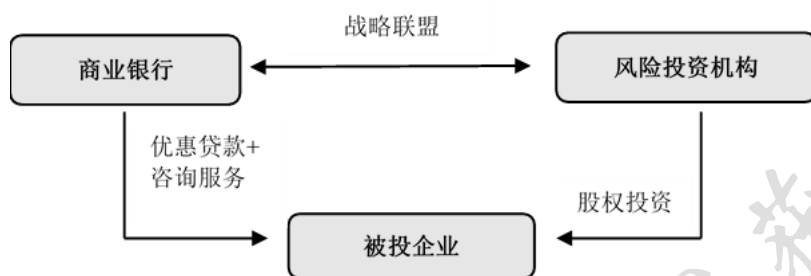 战略联盟
商业银行
风险投资机构
优惠贷款+
咨询服务
股权投资
被投企业